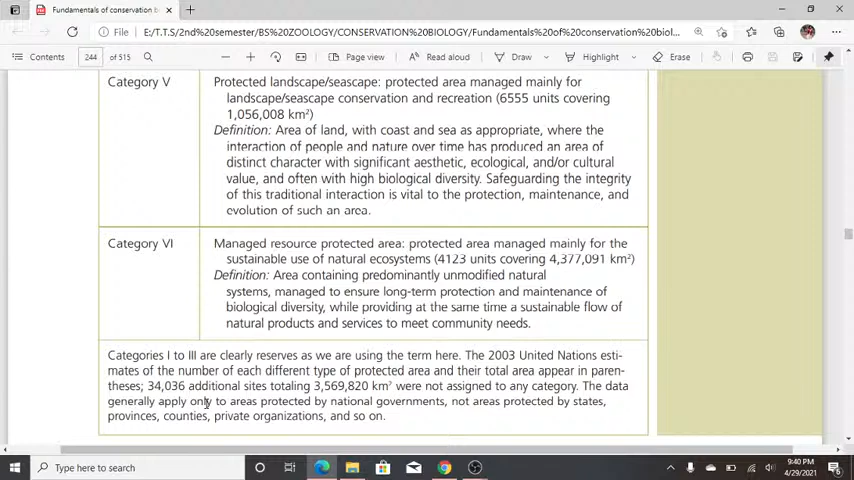 Fundamentals of conservation b
File
E:/T.T.S/2nd%20semester/BS%20ZOOLOGY/CONSERVATION%20BIOLOGY/Fundamentals%20of%20conservation%20biol...
Contents 244 of 515 Page view Read aloud Draw Highlight Erase
Category V Protected landscape/seascape: protected area managed mainly for
landscape/seascape conservation and recreation (6555 units covering
1,056,008 km²)
Definition: Area of land, with coast and sea as appropriate, where the
interaction of people and nature over time has produced an area of
distinct character with significant aesthetic, ecological, and/or cultural
value, and often with high biological diversity. Safeguarding the integrity
of this traditional interaction is vital to the protection, maintenance, and
evolution of such an area.
Category VI Managed resource protected area: protected area managed mainly for the
sustainable use of natural ecosystems (4123 units covering 4,377,091 km²)
Definition: Area containing predominantly unmodified natural
systems, managed to ensure long-term protection and maintenance of
biological diversity, while providing at the same time a sustainable flow of
natural products and services to meet community needs.
Categories I to III are clearly reserves as we are using the term here. The 2003 United Nations esti-
mates of the number of each different type of protected area and their total area appear in paren-
theses; 34,036 additional sites totaling 3,569,820 km² were not assigned to any category. The data
generally apply only to areas protected by national governments, not areas protected by states,
provinces, counties, private organizations, and so on.
Type here to search
9:40 PM
4/29/2021